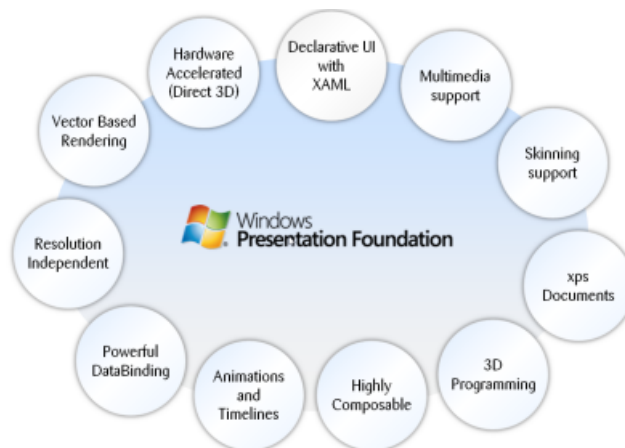 Declarative UI
with
XAML
Multimedia
support
Skinning
support
xps
Documents
3D
Programming
Highly
Composable
Animations
and
Timelines
Powerful
DataBinding
Resolution
Independent
Vector Based
Rendering
Hardware
Accelerated
(Direct 3D)
Windows
Presentation Foundation